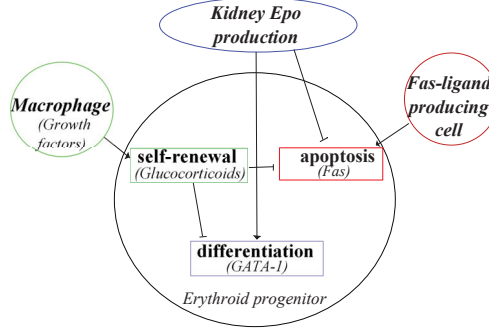 Kidney Epo
production
Macrophage
(Growth
factors)
Fas-ligand
producing
cell
self-renewal
(Glucocorticoids)
apoptosis
(Fas)
differentiation
(GATA-1)
Erythroid progenitor